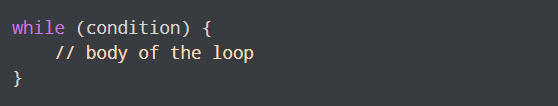 while (condition) {
    // body of the loop
}